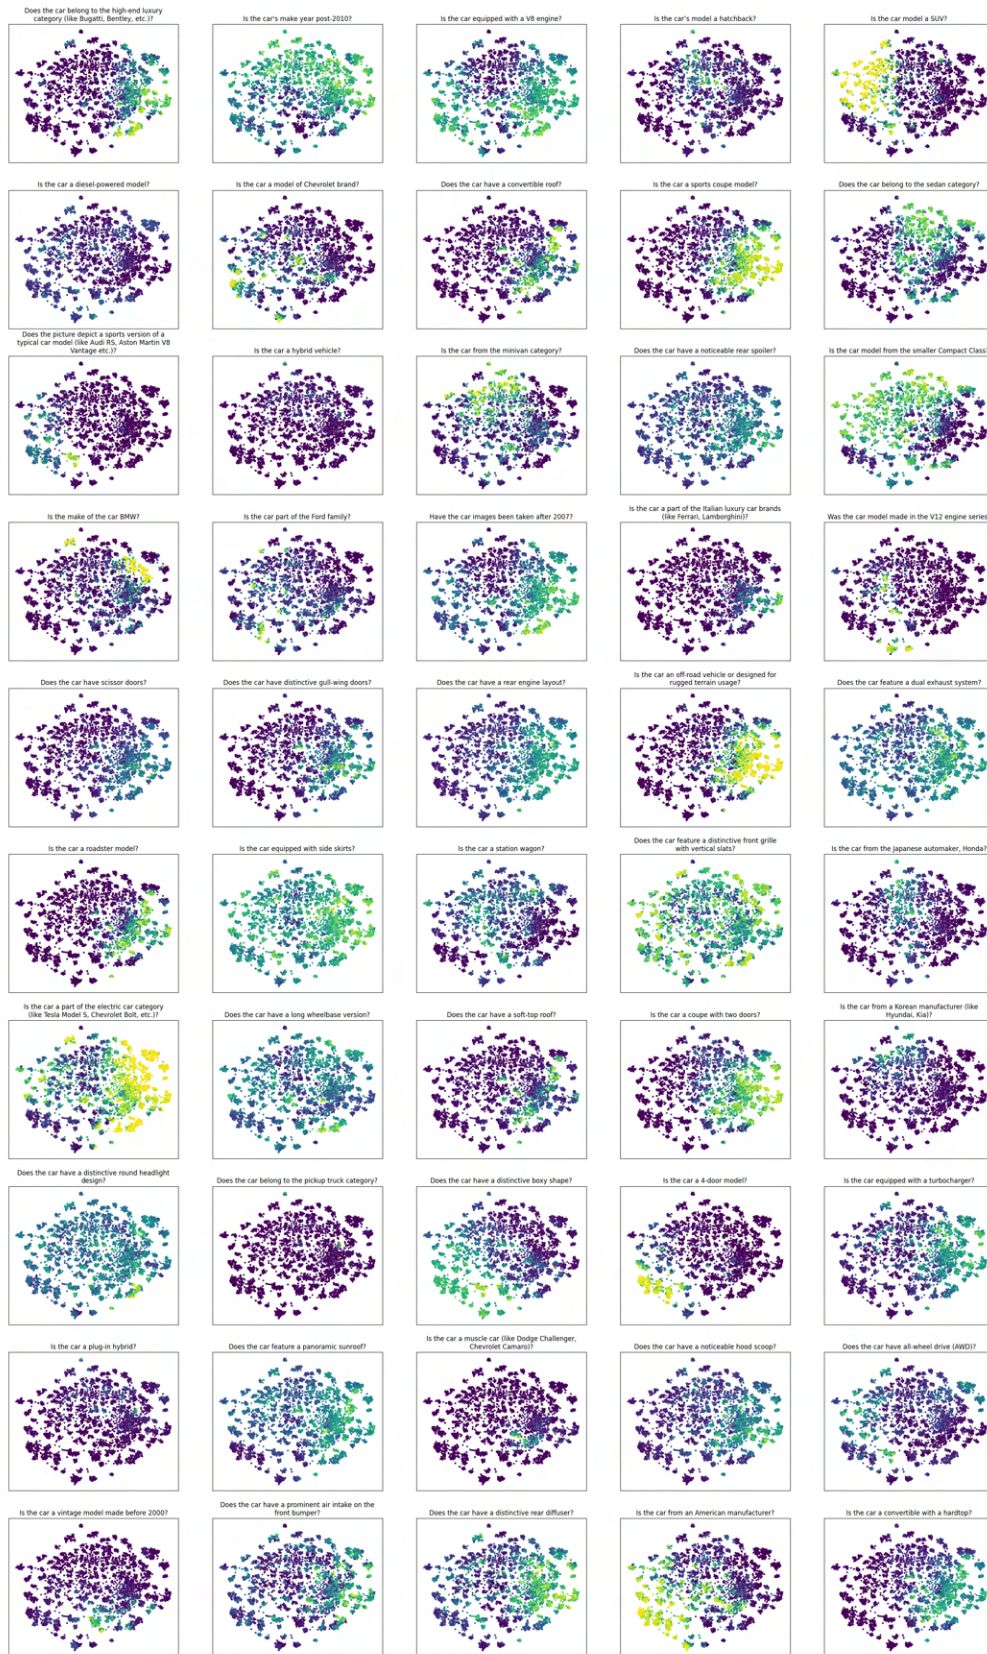 Does the car belong to the high-end luxury
category (like Bugatti, Bentley, etc.)?
Is the car's make year post-2010?
Is the car equipped with a V8 engine?
Is the car's model a hatchback?
Is the car model a SUV?
Is the car a diesel-powered model?
Is the car a model of Chevrolet brand?
Does the car have a convertible roof?
Is the car a sports coupe model?
Does the car belong to the sedan category?
Does the picture depict a sports version of a
typical car model (like Audi RS, Aston Martin V8
Vantage etc.)?
Is the car a hybrid vehicle?
Is the car from the minivan category?
Does the car have a noticeable rear spoiler?
Is the car model from the smaller Compact Class
Is the make of the car BMW?
Is the car part of the Ford family?
Have the car images been taken after 2007?
Is the car a part of the Italian luxury car brands
(like Ferrari, Lamborghini)?
Was the car model made in the V12 engine series
Does the car have scissor doors?
Does the car have distinctive gull-wing doors?
Does the car have a rear engine layout?
Is the car an off-road vehicle or designed for
rugged terrain usage?
Does the car feature a dual exhaust system?
Is the car a roadster model?
Is the car equipped with side skirts?
Is the car a station wagon?
Does the car feature a distinctive front grille
with vertical slats?
Is the car from the Japanese automaker, Honda?
Is the car a part of the electric car category
(like Tesla Model S, Chevrolet Bolt, etc.)?
Does the car have a long wheelbase version?
Does the car have a soft-top roof?
Is the car a coupe with two doors?
Is the car from a Korean manufacturer (like
Hyundai, Kia)?
Does the car have a distinctive round headlight
design?
Does the car belong to the pickup truck category?
Does the car have a distinctive boxy shape?
Is the car a 4-door model?
Is the car equipped with a turbocharger?
Is the car a plug-in hybrid?
Does the car feature a panoramic sunroof?
Is the car a muscle car (like Dodge Challenger,
Chevrolet Camaro)?
Does the car have a noticeable hood scoop?
Does the car have all-wheel drive (AWD)?
Is the car a vintage model made before 2000?
Does the car have a prominent air intake on the
front bumper?
Does the car have a distinctive rear diffuser?
Is the car from an American manufacturer?
Is the car a convertible with a hardtop?